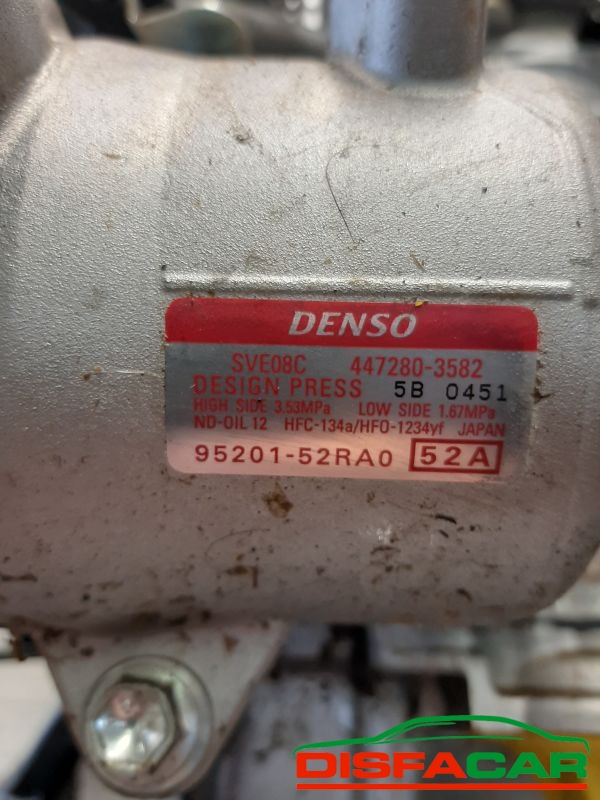 DENSO
SVE08C 447280-3582
DESIGN PRESS 5B 0451
HIGH SIDE 3.53MPa LOW SIDE 1.67MPa
ND-OIL 12 HFC-134a/HFO-1234yf JAPAN
95201-52RA0 52A
DISFACAR